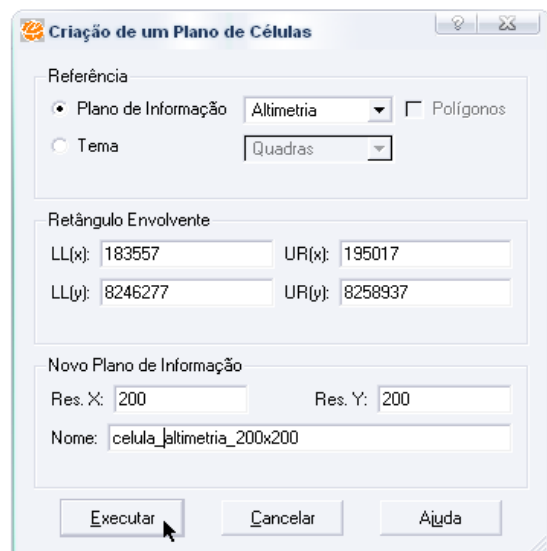 Criação de um Plano de Células
Referência
Plano de Informação Altimetria Polígonos
Tema Quadras
Retângulo Envolvente
LL(x): 183557 UR(x): 195017
LL(y): 8246277 UR(y): 8258937
Novo Plano de Informação
Res. X: 200 Res. Y: 200
Nome: celula_altimetria_200x200
Executar Cancelar Ajuda